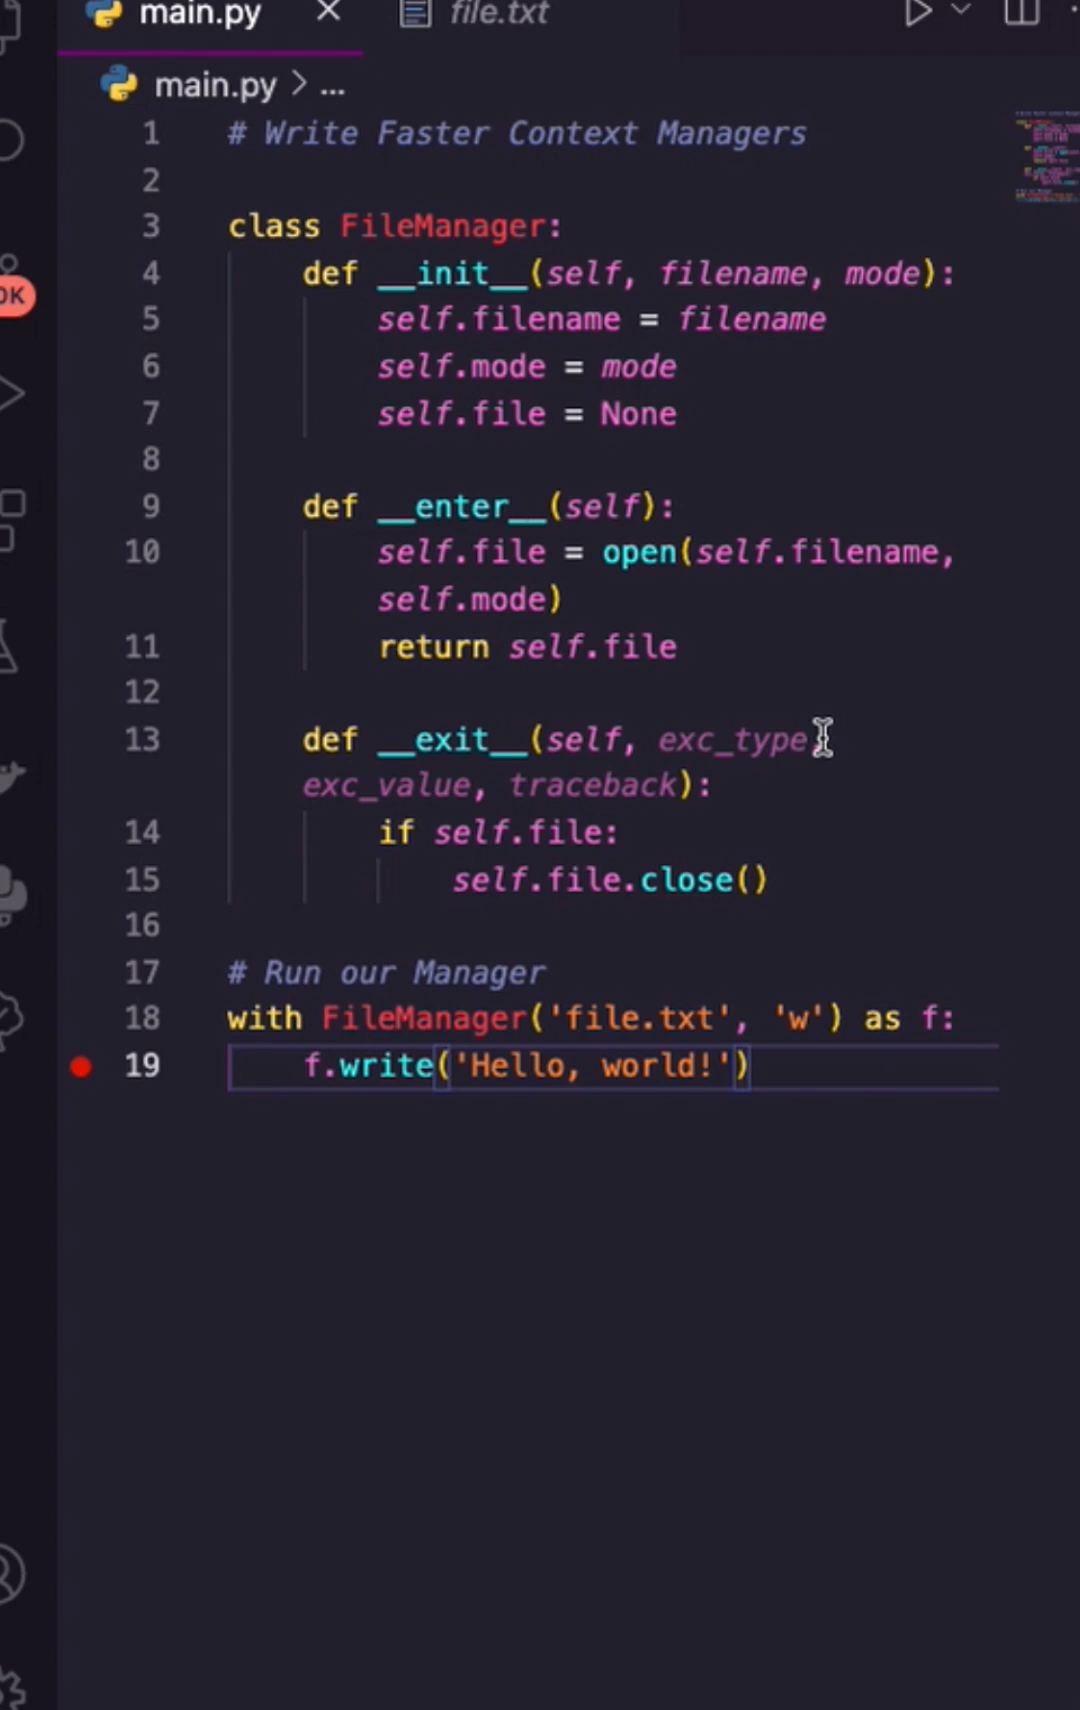 main.py
file.txt
main.py > ...
1 # Write Faster Context Managers
2
3 class FileManager:
4     def __init__(self, filename, mode):
5         self.filename = filename
6         self.mode = mode
7         self.file = None
8
9     def __enter__(self):
10         self.file = open(self.filename,
self.mode)
11         return self.file
12
13     def __exit__(self, exc_type,
exc_value, traceback):
14         if self.file:
15             self.file.close()
16
17 # Run our Manager
18 with FileManager('file.txt', 'w') as f:
19     f.write('Hello, world!')